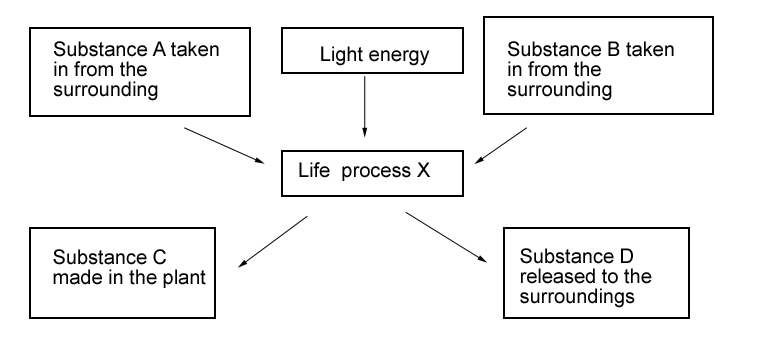 Substance A taken
in from the
surrounding
Light energy
Substance B taken
in from the
surrounding
Life process X
Substance C
made in the plant
Substance D
released to the
surroundings